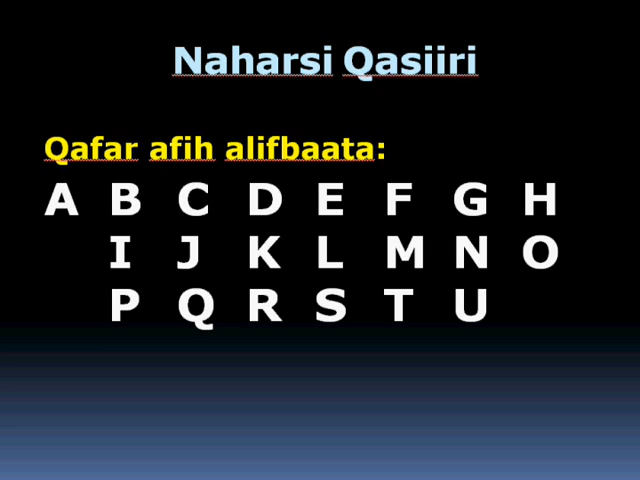 Naharsi Qasiiri
Qafar afih alifbaata:
A B C D E F G H
I J K L M N O
P Q R S T U